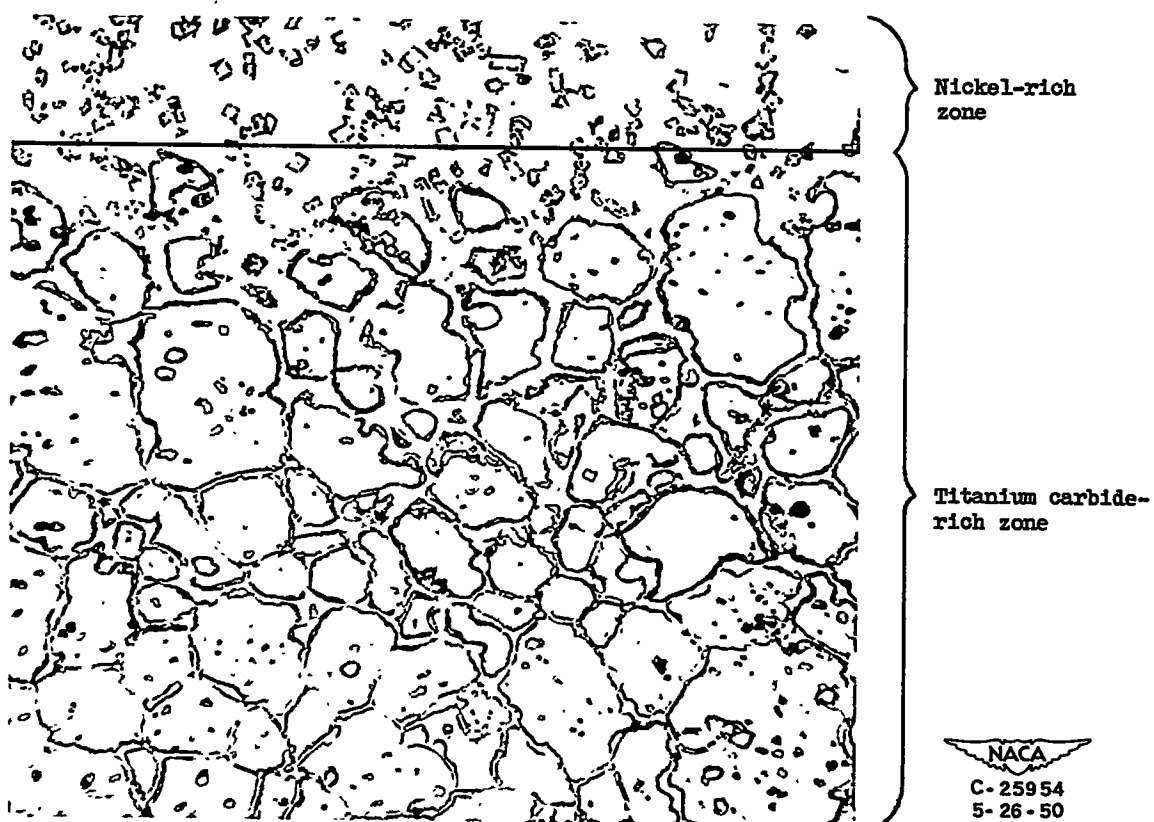 Nickel-rich
zone
Titanium carbide-
rich zone
NACA
C-25954
5-26-50